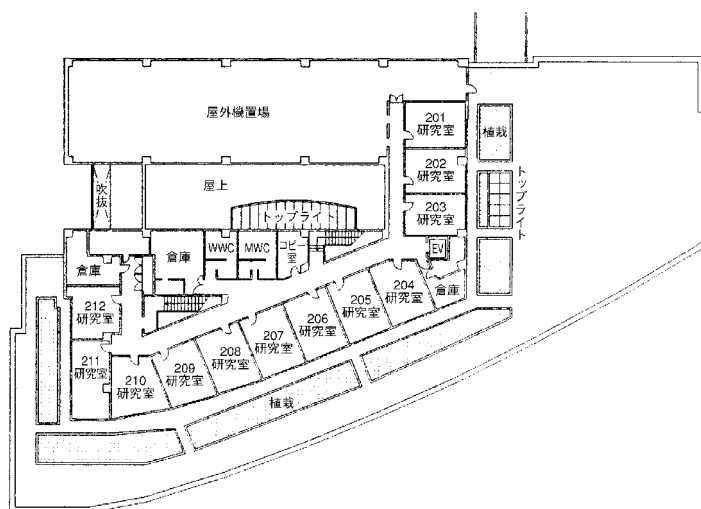 屋外機置場
201
研究室
植栽
202
研究室
吹抜
屋上
トップライト
203
研究室
トップライト
EV
倉庫
倉庫
WWC
MWC
コピー
室
倉庫
204
研究室
205
研究室
206
研究室
207
研究室
208
研究室
209
研究室
210
研究室
211
研究室
212
研究室
植栽